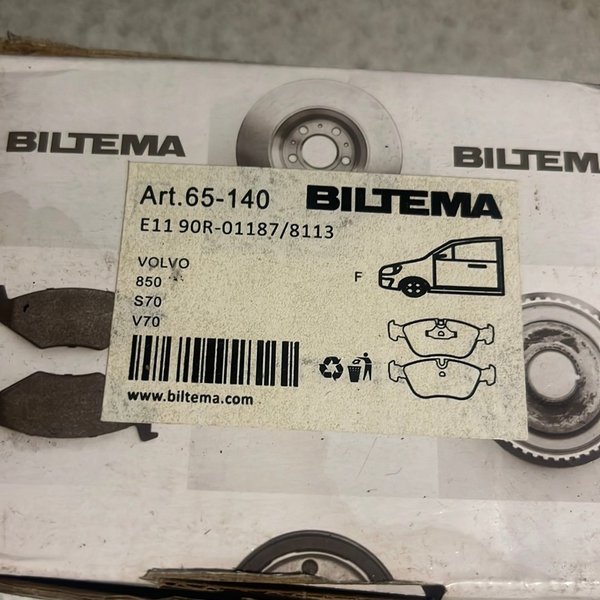 BILTEMA
BILTEMA
Art.65-140 BILTEMA
E11 90R-01187/8113
VOLVO
850
S70
V70
F
www.biltema.com